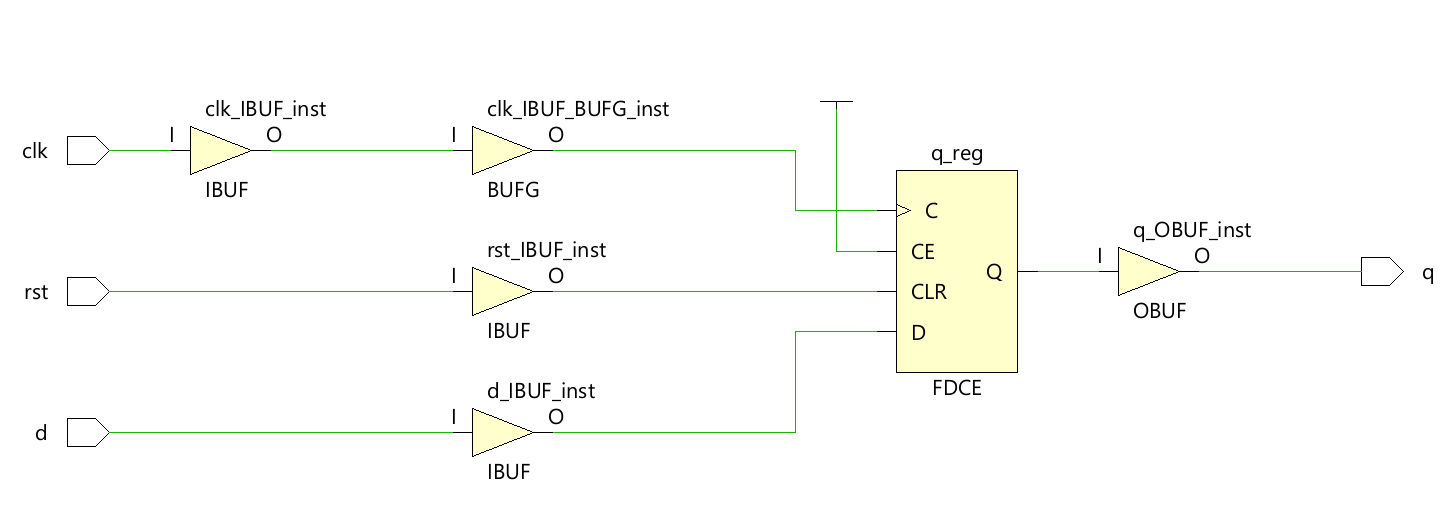 clk_IBUF_inst
clk_IBUF_BUFG_inst
I
O
I
O
clk
q_reg
IBUF
BUFG
C
rst_IBUF_inst
q_OBUF_inst
CE
I
O
I
O
Q
q
rst
CLR
IBUF
OBUF
D
d_IBUF_inst
FDCE
I
O
d
IBUF